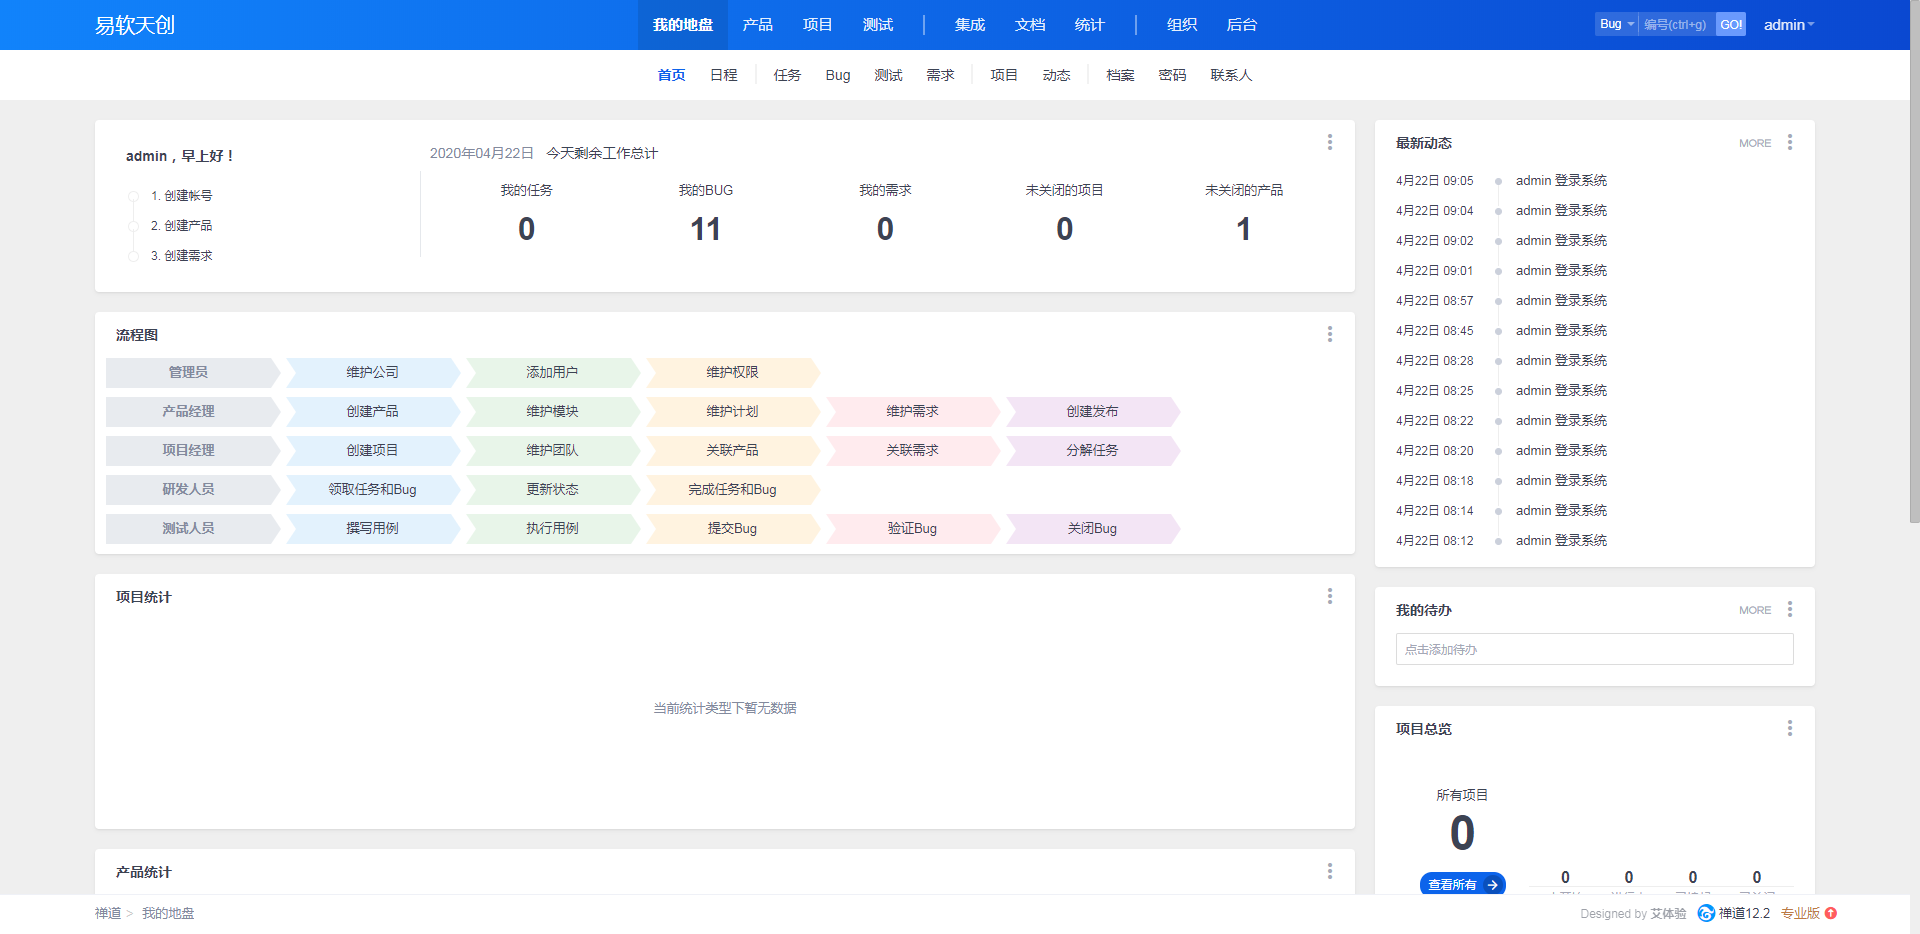 易软天创
我的地盘 产品 项目 测试 集成 文档 统计 组织 后台
Bug 编号(ctrl+g) GO! admin
首页 日程 任务 Bug 测试 需求 项目 动态 档案 密码 联系人
admin，早上好！
1. 创建帐号
2. 创建产品
3. 创建需求
2020年04月22日 今天剩余工作总计
我的任务 我的BUG 我的需求 未关闭的项目 未关闭的产品
0 11 0 0 1
流程图
管理员 维护公司 添加用户 维护权限
产品经理 创建产品 维护模块 维护计划 维护需求 创建发布
项目经理 创建项目 维护团队 关联产品 关联需求 分解任务
研发人员 领取任务和Bug 更新状态 完成任务和Bug
测试人员 撰写用例 执行用例 提交Bug 验证Bug 关闭Bug
项目统计
当前统计类型下暂无数据
产品统计
最新动态 MORE
4月22日 09:05 admin 登录系统
4月22日 09:04 admin 登录系统
4月22日 09:02 admin 登录系统
4月22日 09:01 admin 登录系统
4月22日 08:57 admin 登录系统
4月22日 08:45 admin 登录系统
4月22日 08:28 admin 登录系统
4月22日 08:25 admin 登录系统
4月22日 08:22 admin 登录系统
4月22日 08:20 admin 登录系统
4月22日 08:18 admin 登录系统
4月22日 08:14 admin 登录系统
4月22日 08:12 admin 登录系统
我的待办 MORE
点击添加待办
项目总览
所有项目
0
查看所有
0 0 0 0
禅道 > 我的地盘
Designed by 艾体验 禅道12.2 专业版